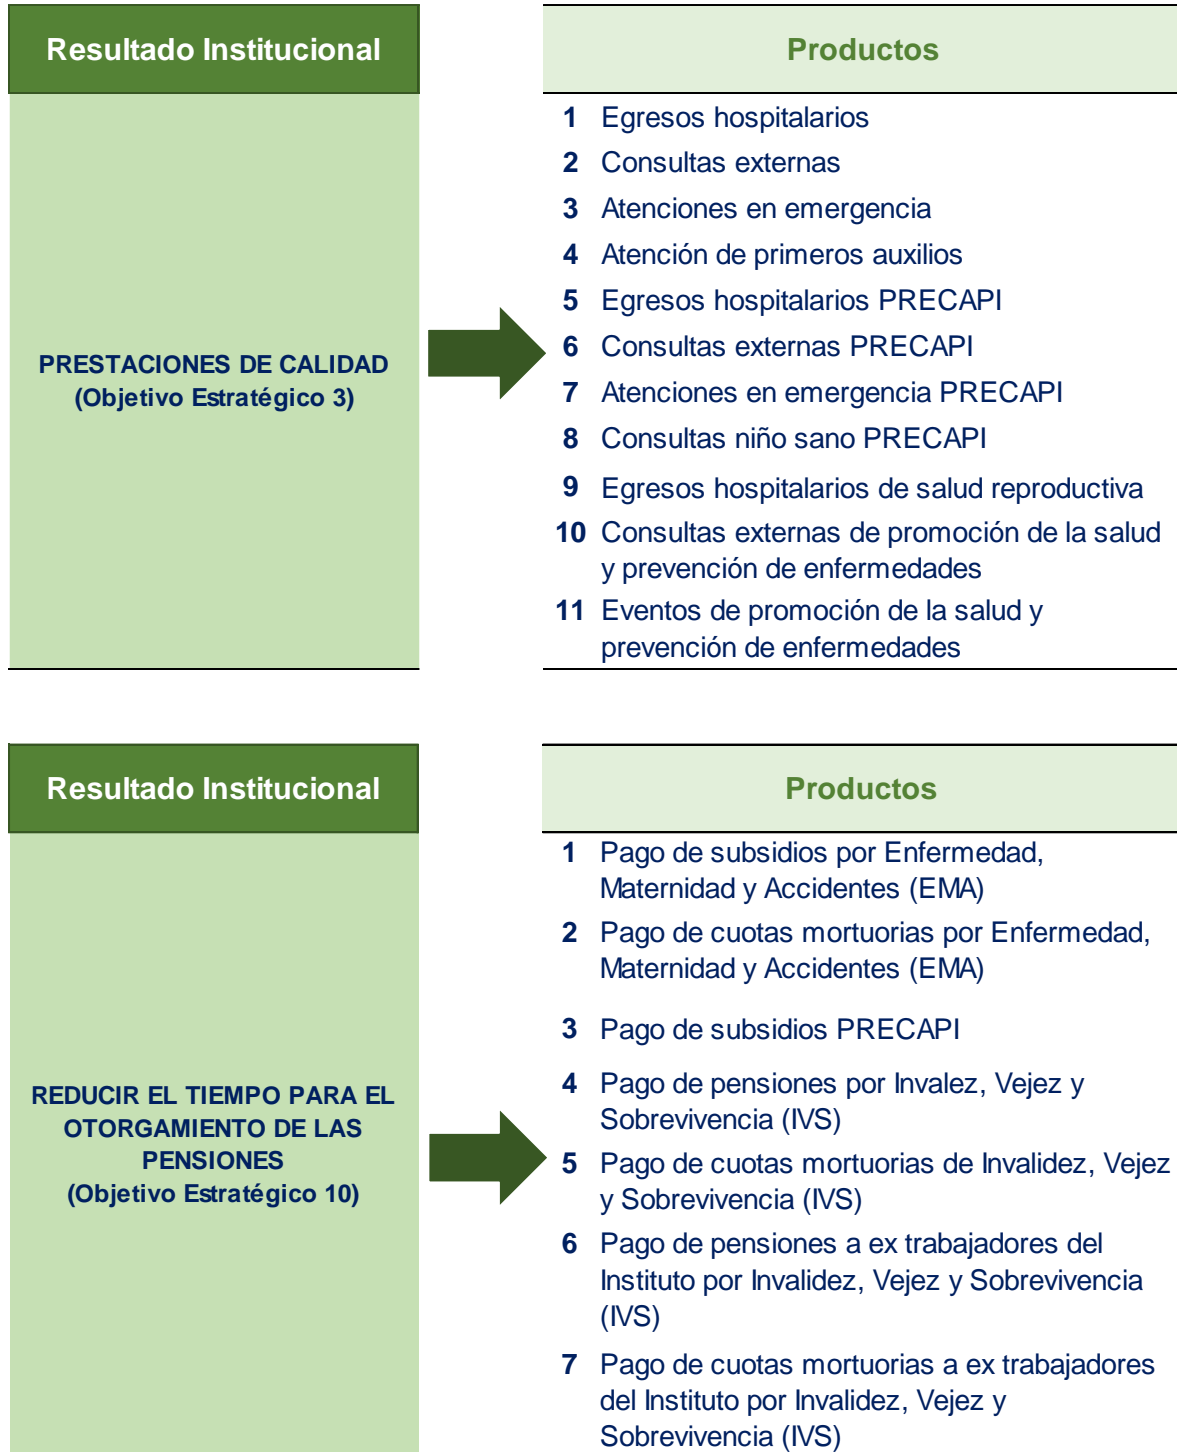 Resultado Institucional
Productos
PRESTACIONES DE CALIDAD
(Objetivo Estratégico 3)
1 Egresos hospitalarios
2 Consultas externas
3 Atenciones en emergencia
4 Atención de primeros auxilios
5 Egresos hospitalarios PRECAPI
6 Consultas externas PRECAPI
7 Atenciones en emergencia PRECAPI
8 Consultas niño sano PRECAPI
9 Egresos hospitalarios de salud reproductiva
10 Consultas externas de promoción de la salud
y prevención de enfermedades
11 Eventos de promoción de la salud y
prevención de enfermedades
Resultado Institucional
Productos
REDUCIR EL TIEMPO PARA EL
OTORGAMIENTO DE LAS
PENSIONES
(Objetivo Estratégico 10)
1 Pago de subsidios por Enfermedad,
Maternidad y Accidentes (EMA)
2 Pago de cuotas mortuorias por Enfermedad,
Maternidad y Accidentes (EMA)
3 Pago de subsidios PRECAPI
4 Pago de pensiones por Invalez, Vejez y
Sobrevivencia (IVS)
5 Pago de cuotas mortuorias de Invalidez, Vejez
y Sobrevivencia (IVS)
6 Pago de pensiones a ex trabajadores del
Instituto por Invalidez, Vejez y Sobrevivencia
(IVS)
7 Pago de cuotas mortuorias a ex trabajadores
del Instituto por Invalidez, Vejez y
Sobrevivencia (IVS)